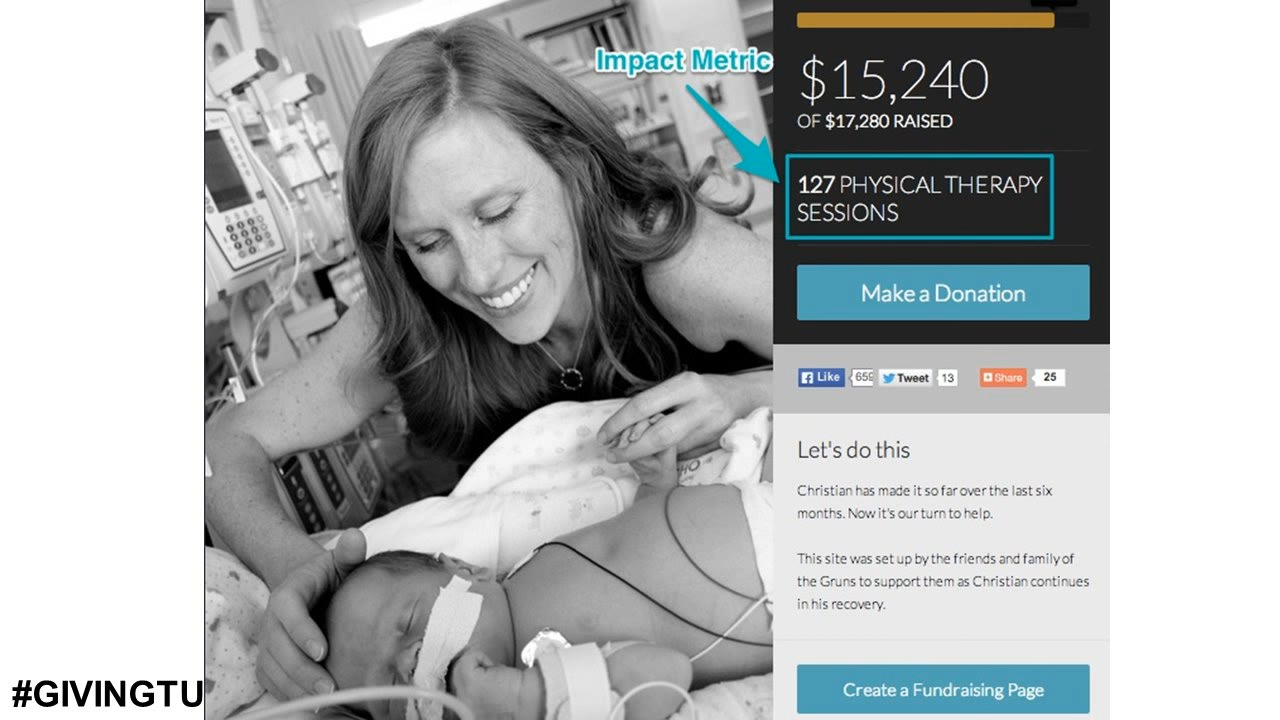 Impact Metric
$15,240
OF $17,280 RAISED
127 PHYSICAL THERAPY
SESSIONS
Make a Donation
Like 659 Tweet 13 Share 25
Let's do this
Christian has made it so far over the last six
months. Now it's our turn to help.
This site was set up by the friends and family of
the Gruns to support them as Christian continues
in his recovery.
Create a Fundraising Page
#GIVINGTU